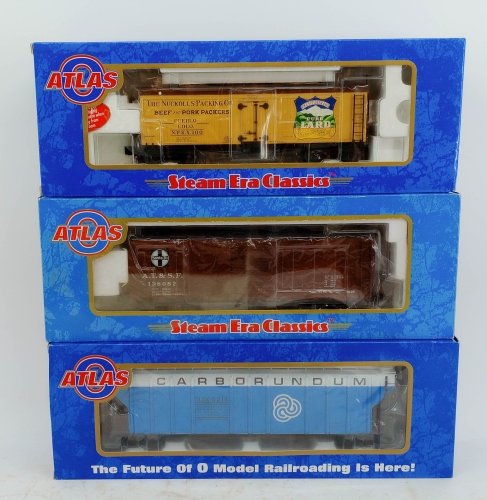 ATLAS
O
THE NUCKOLLS PACKING CO.
BEEF AND PORK PACKERS
PUEBLO
COLO
PURE
LARD
Steam Era Classics
ATLAS
O
A.T.& S.F.
Steam Era Classics
ATLAS
O
CARBORUNDUM
The Future Of O Model Railroading Is Here!